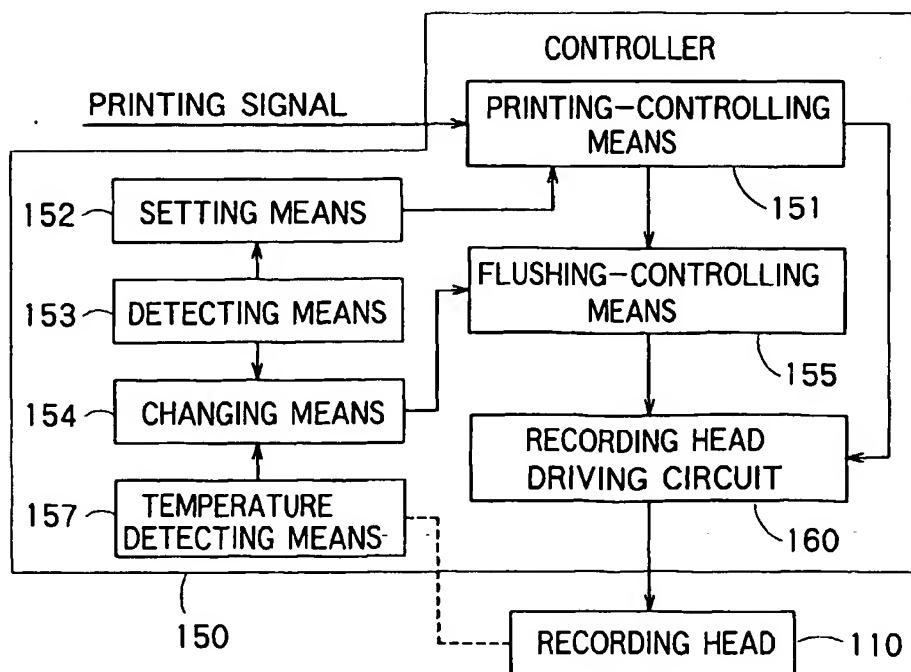 CONTROLLER
PRINTING SIGNAL
PRINTING-CONTROLLING
MEANS
151
152
SETTING MEANS
FLUSHING-CONTROLLING
MEANS
155
153
DETECTING MEANS
154
CHANGING MEANS
RECORDING HEAD
DRIVING CIRCUIT
160
157
TEMPERATURE
DETECTING MEANS
150
RECORDING HEAD
110